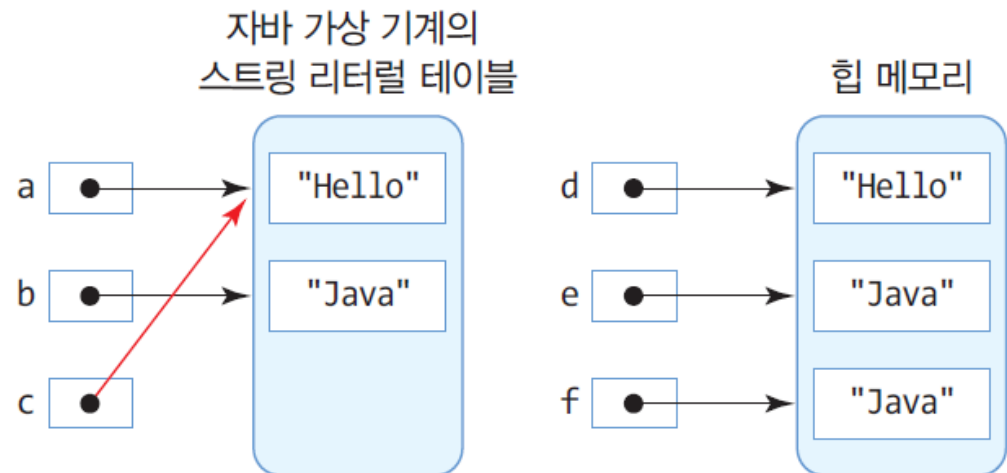 자바 가상 기계의
스트링 리터럴 테이블
힙 메모리
a
"Hello"
d
"Hello"
b
"Java"
e
"Java"
c
f
"Java"